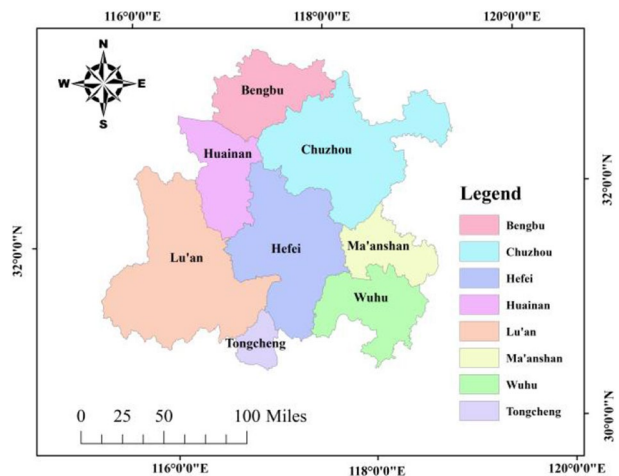 116°0'0"E 118°0'0"E 120°0'0"E
N
W E
S
Bengbu
Huainan
Chuzhou
32°0'0"N
Legend
Bengbu
Chuzhou
Hefei
Huainan
Lu'an
Ma'anshan
Wuhu
Tongcheng
32°0'0"N
Ma'anshan
Hefei
Lu'an
Wuhu
Tongcheng
0 25 50 100 Miles
30°0'0"N
116°0'0"E 118°0'0"E 120°0'0"E